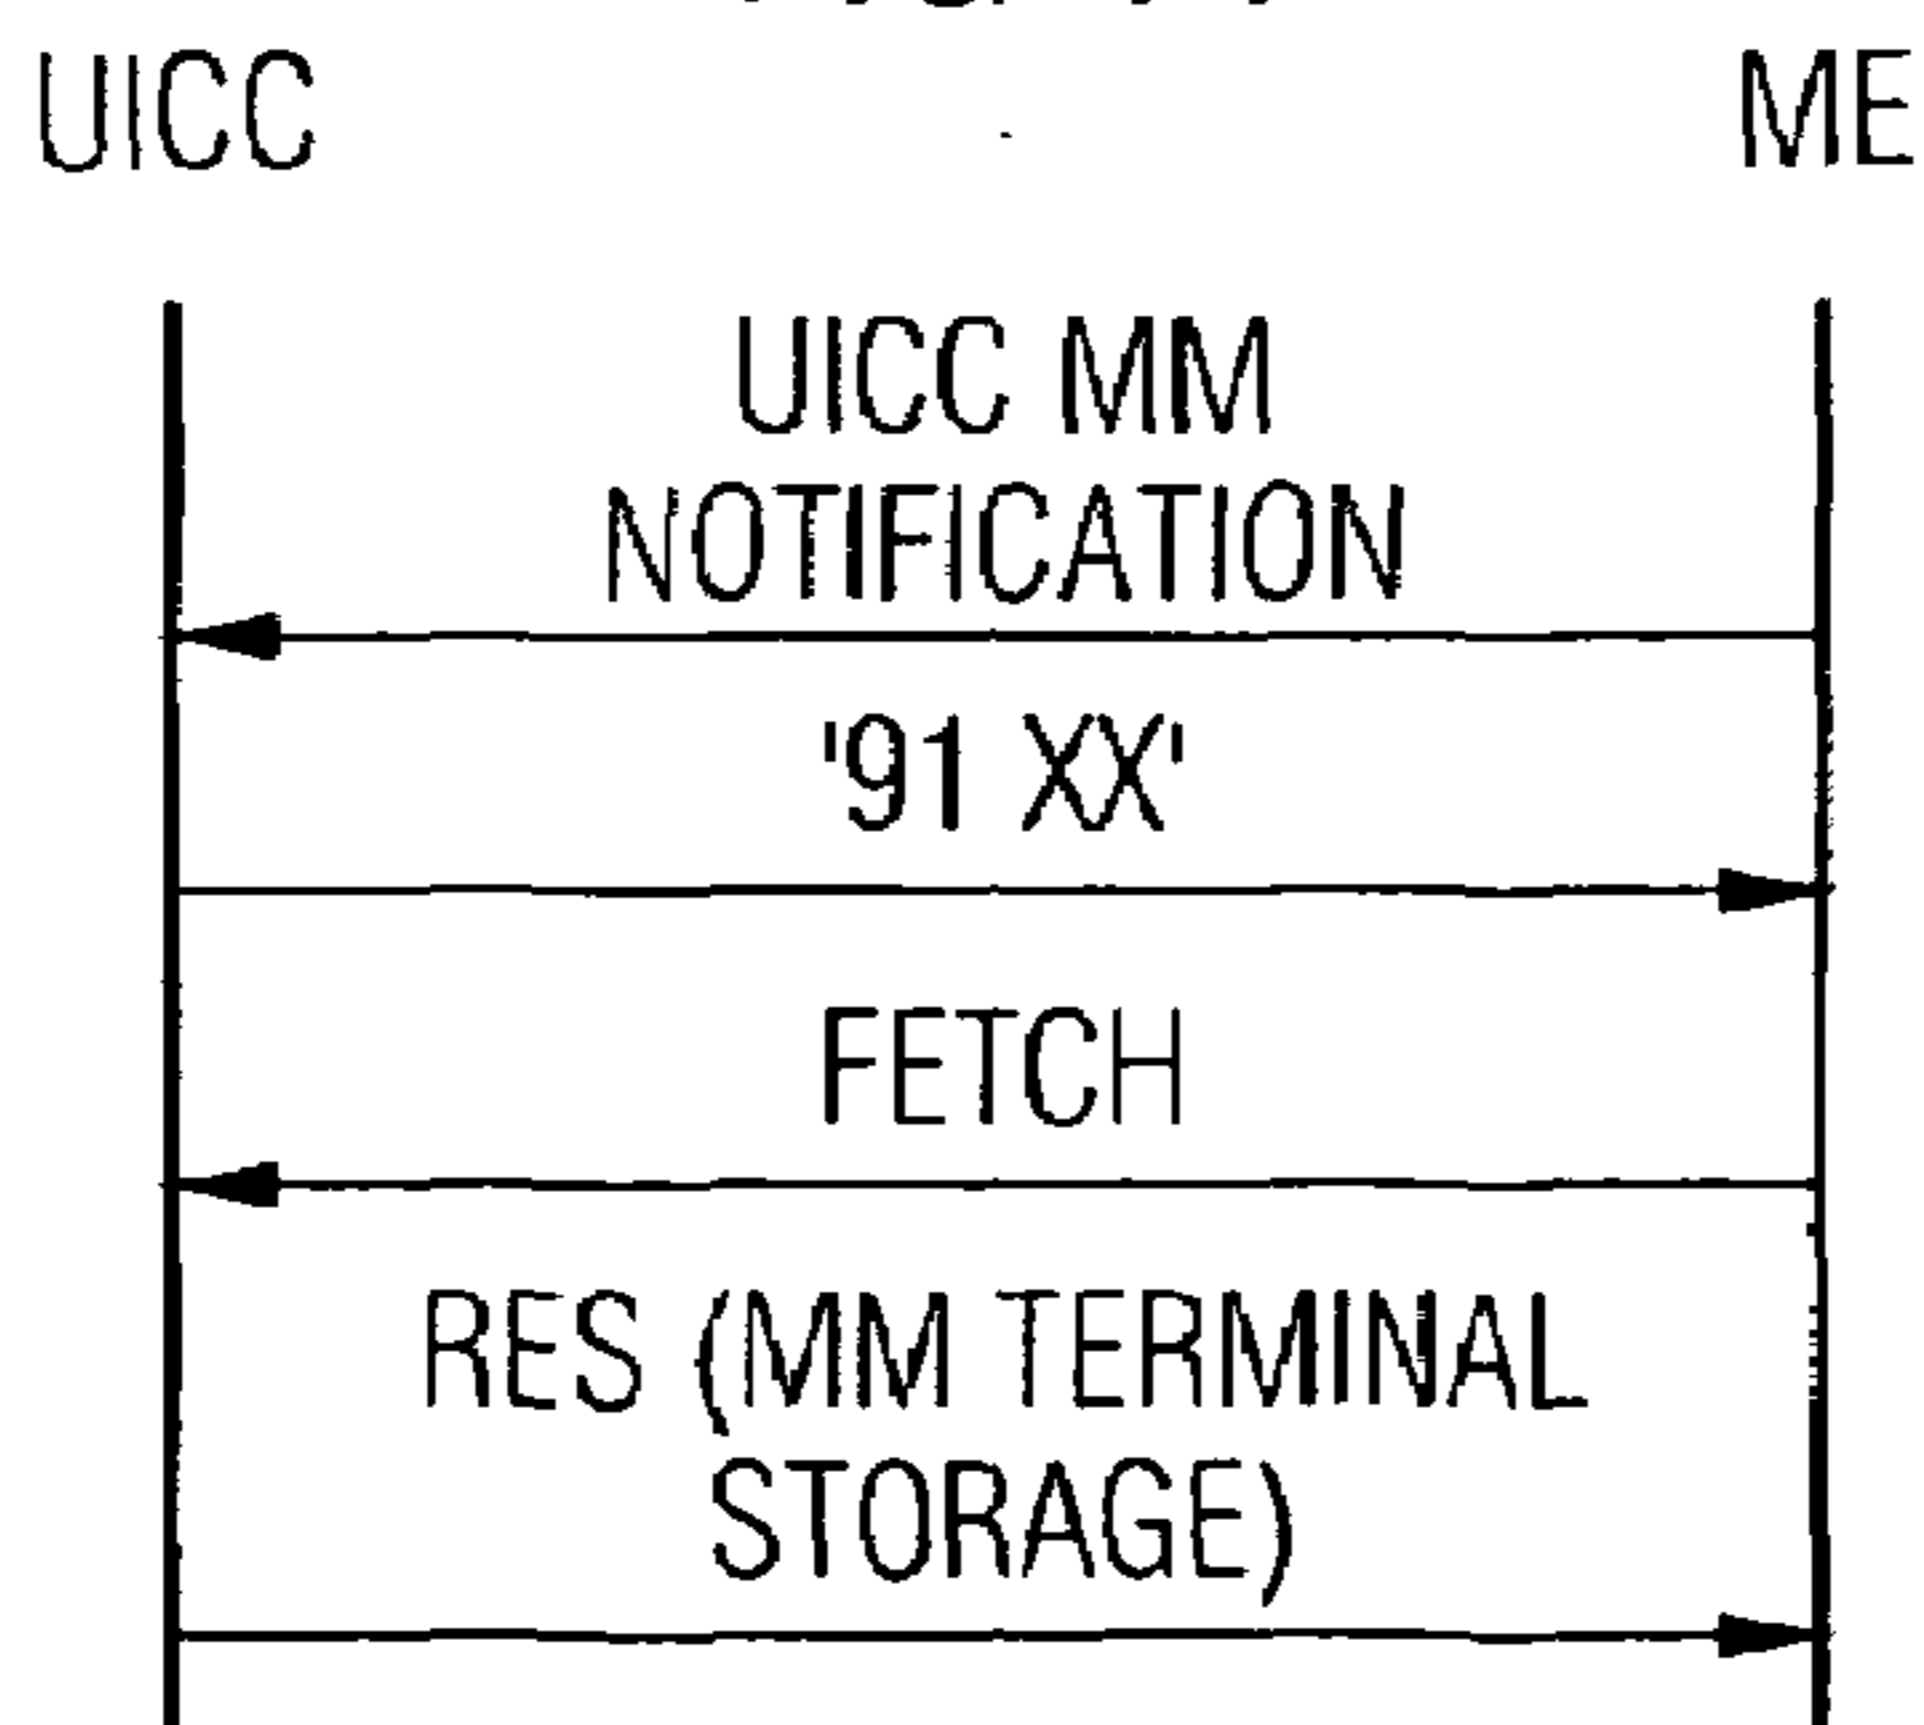 UICC ME
UICC MM
NOTIFICATION
'91 XX'
FETCH
RES (MM TERMINAL
STORAGE)